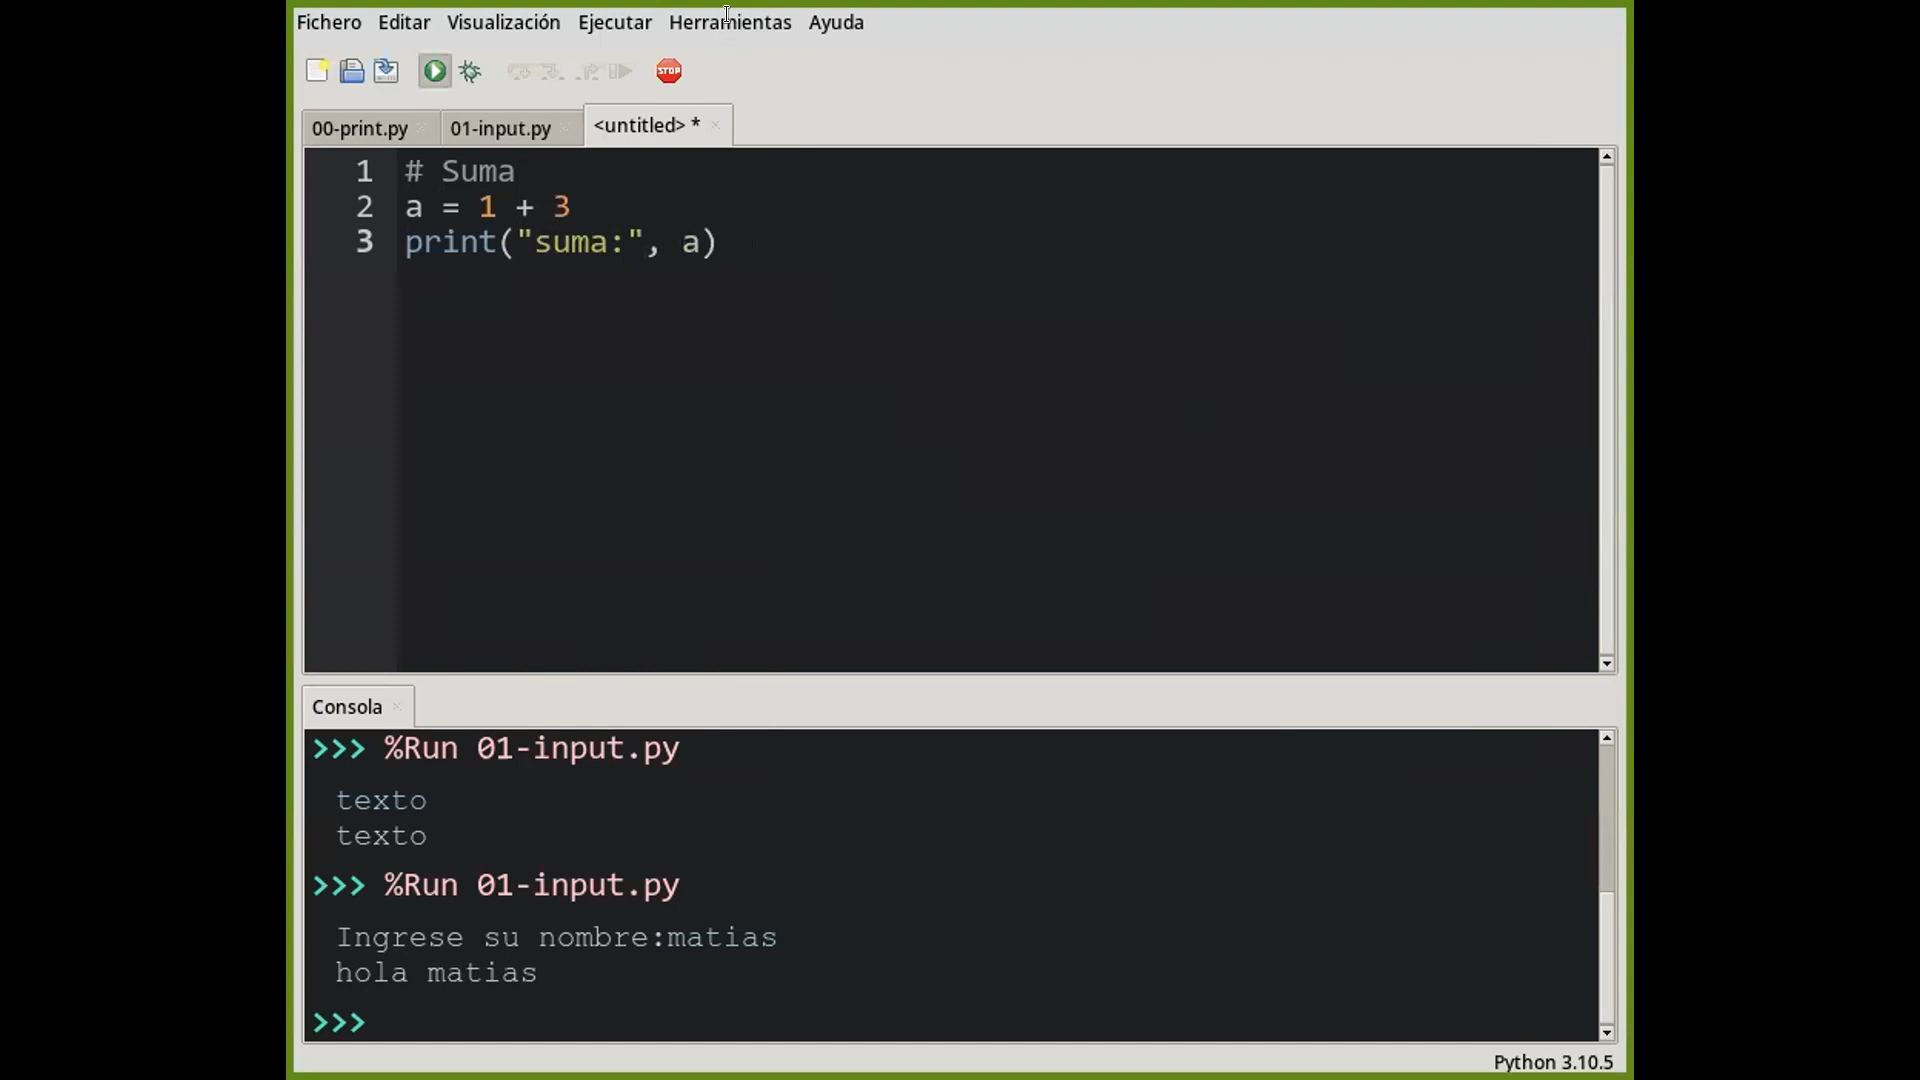 Fichero Editar Visualización Ejecutar Herramientas Ayuda
STOP
00-print.py 01-input.py <untitled> *
1 # Suma
2 a = 1 + 3
3 print("suma:", a)
Consola
>>> %Run 01-input.py
texto
texto
>>> %Run 01-input.py
Ingrese su nombre:matias
hola matias
>>>
Python 3.10.5